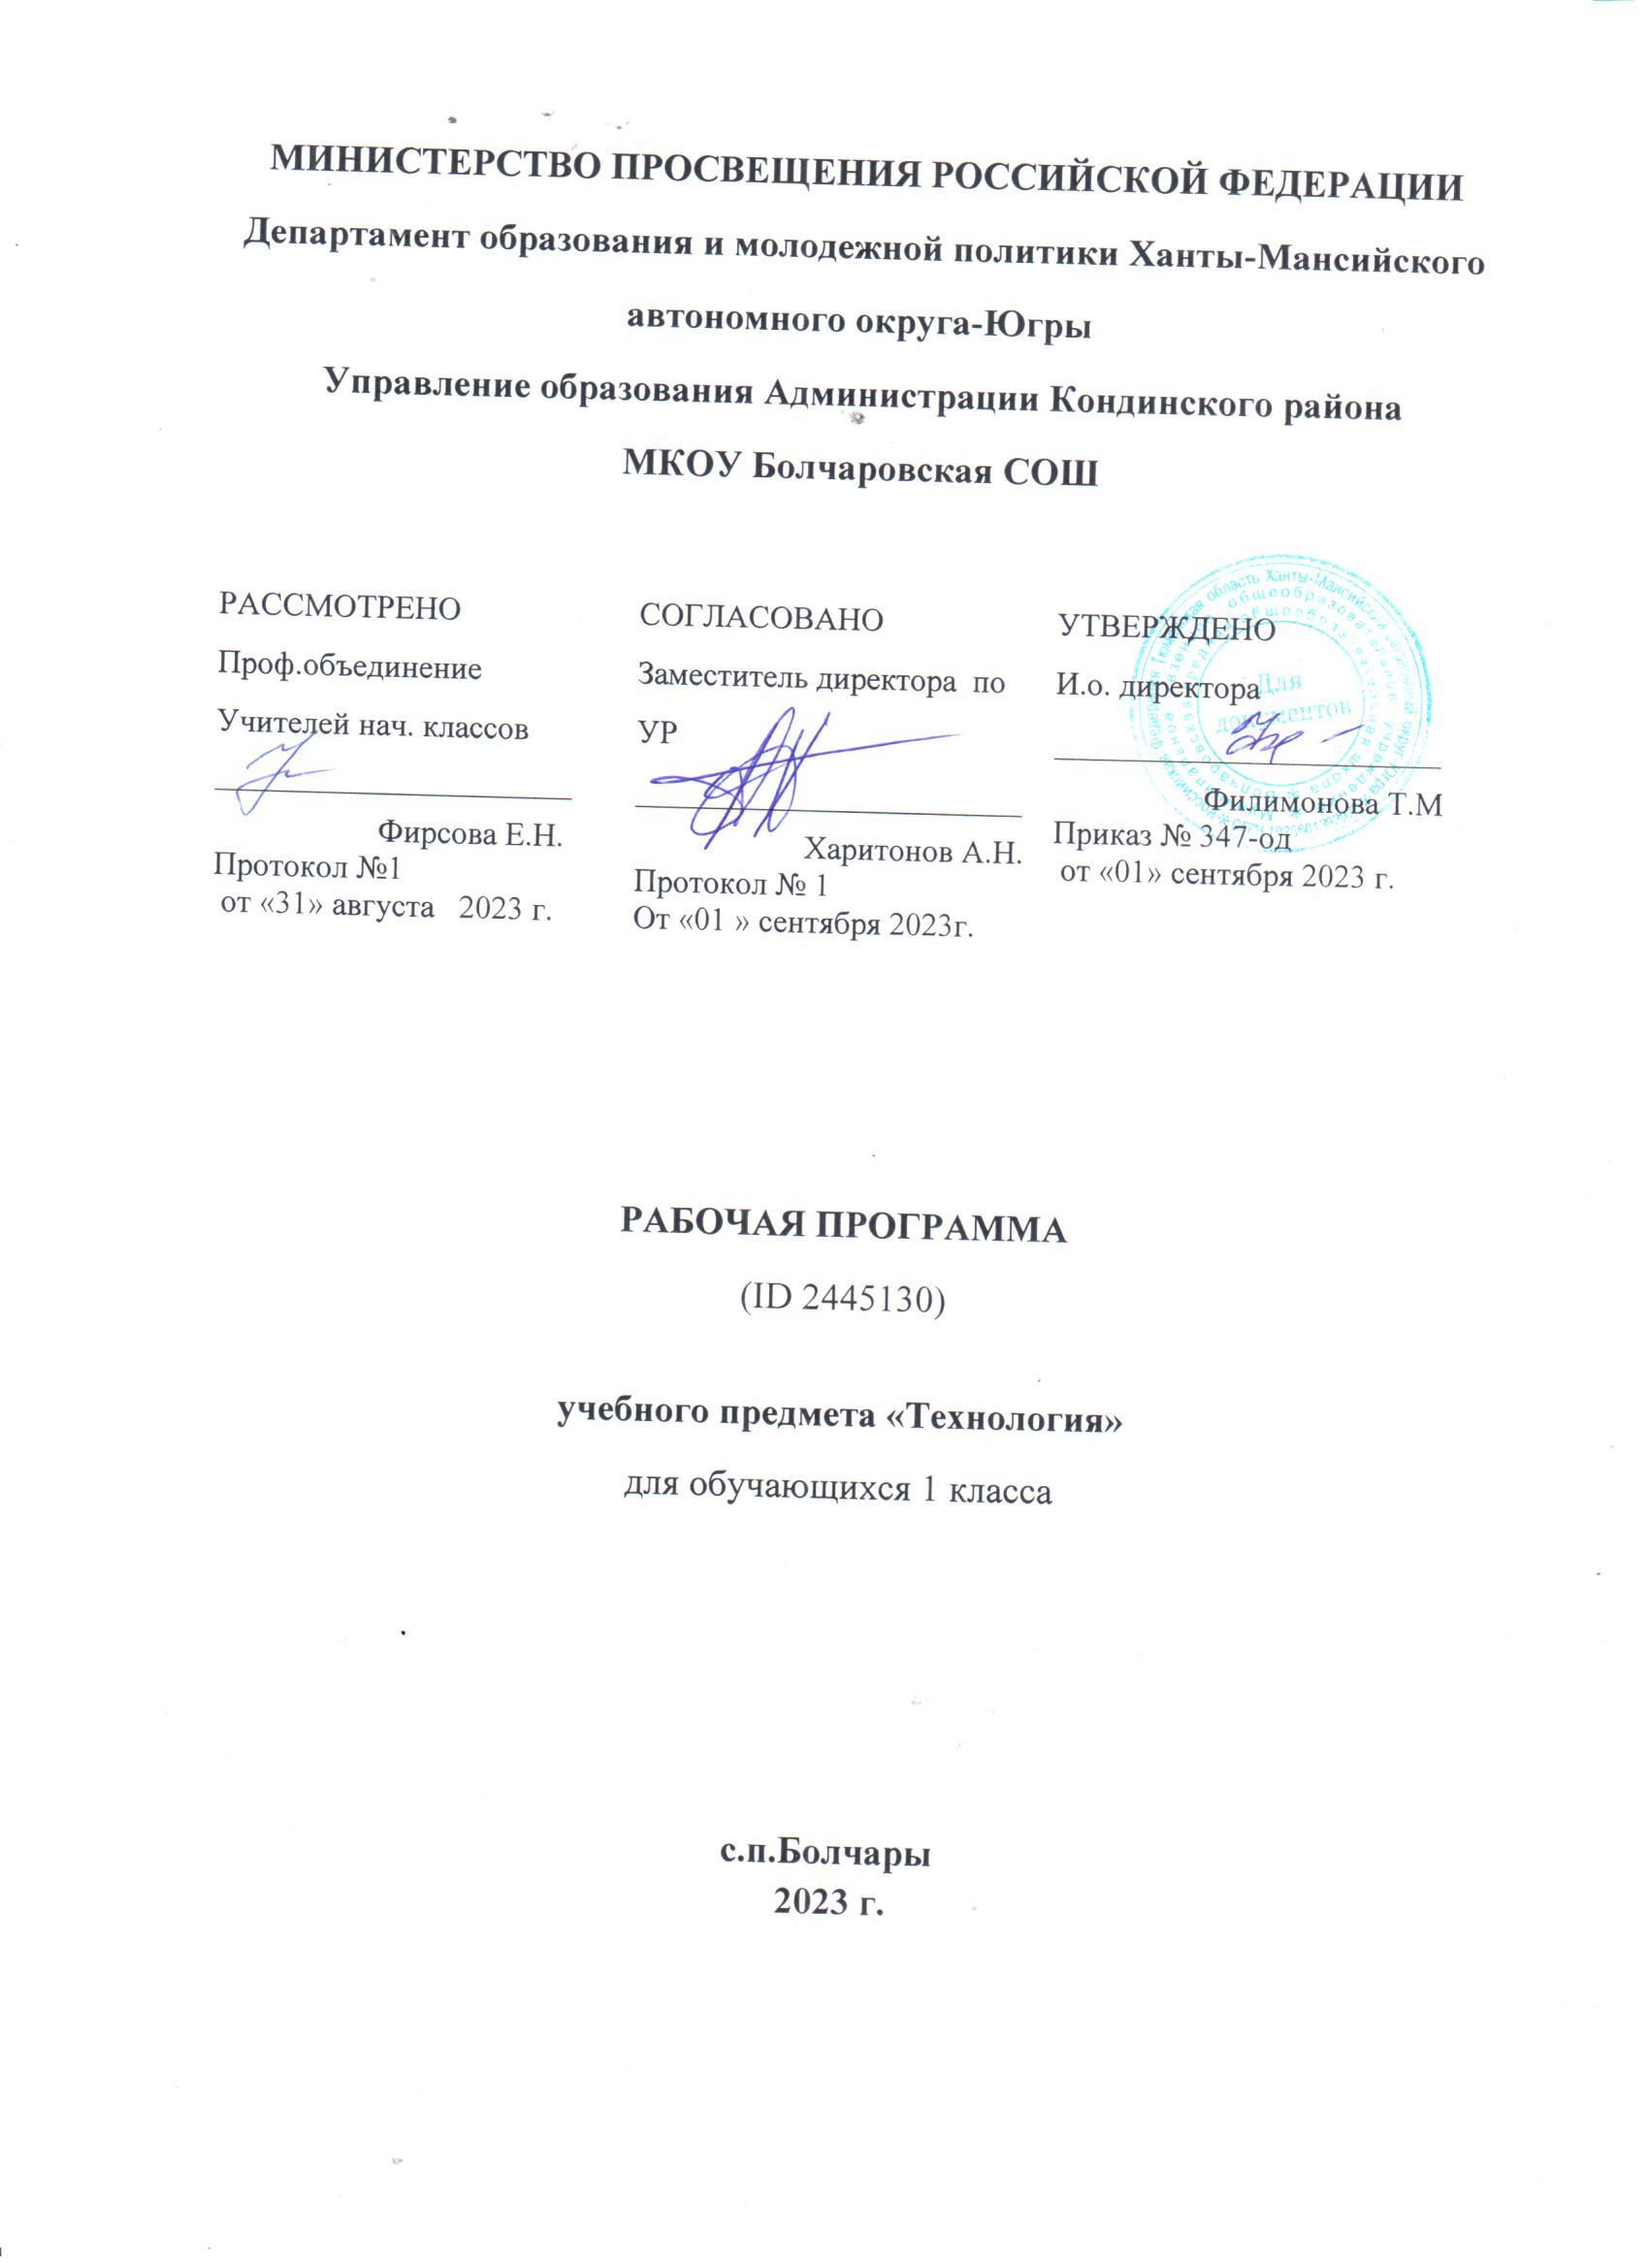 МИНИСТЕРСТВО ПРОСВЕЩЕНИЯ РОССИЙСКОЙ ФЕДЕРАЦИИ
Департамент образования и молодежной политики Ханты-Мансийского
автономного округа-Югры
Управление образования Администрации Кондинского района
МКОУ Болчаровская СОШ
РАССМОТРЕНО
Проф.объединение
Учителей нач. классов
Фирсова Е.Н.
Протокол №1
от «31» августа 2023 г.
СОГЛАСОВАНО
Заместитель директора по
УР
Харитонов А.Н.
Протокол № 1
От «01 » сентября 2023г.
УТВЕРЖДЕНО
И.о. директора
Филимонова Т.М
Приказ № 347-од
от «01» сентября 2023 г.
Для
документов
РАБОЧАЯ ПРОГРАММА
(ID 2445130)
учебного предмета «Технология»
для обучающихся 1 класса
с.п.Болчары
2023 г.